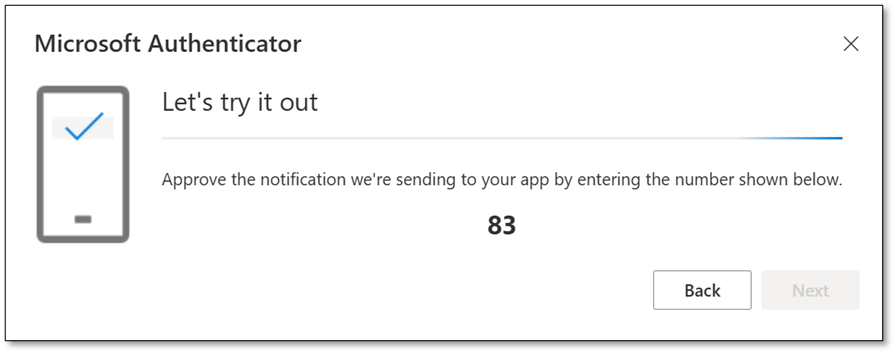 Microsoft Authenticator
Let's try it out
Approve the notification we're sending to your app by entering the number shown below.
83
Back
Next